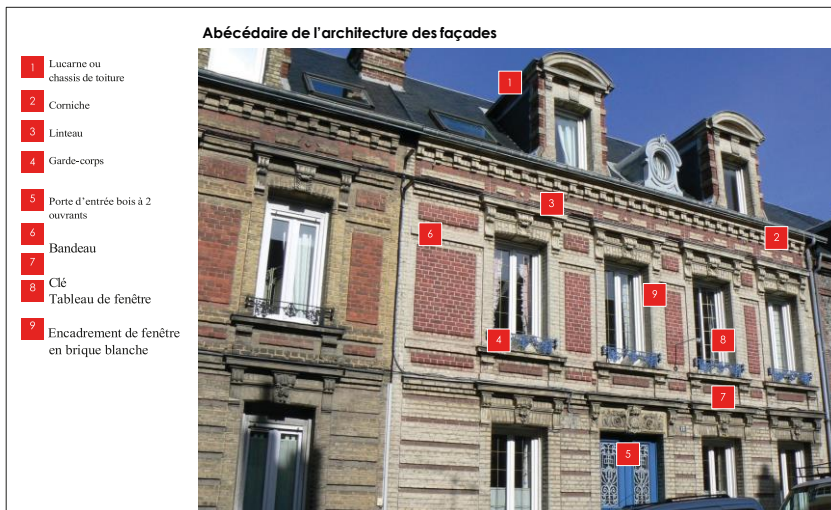 Abécédaire de l'architecture des façades
1 Lucarne ou
chassis de toiture
2 Corniche
3 Linteau
4 Garde-corps
5 Porte d'entrée bois à 2
ouvrants
6
Bandeau
7
8 Clé
Tableau de fenêtre
9 Encadrement de fenêtre
en brique blanche
1
3
2
6
9
4
8
7
5